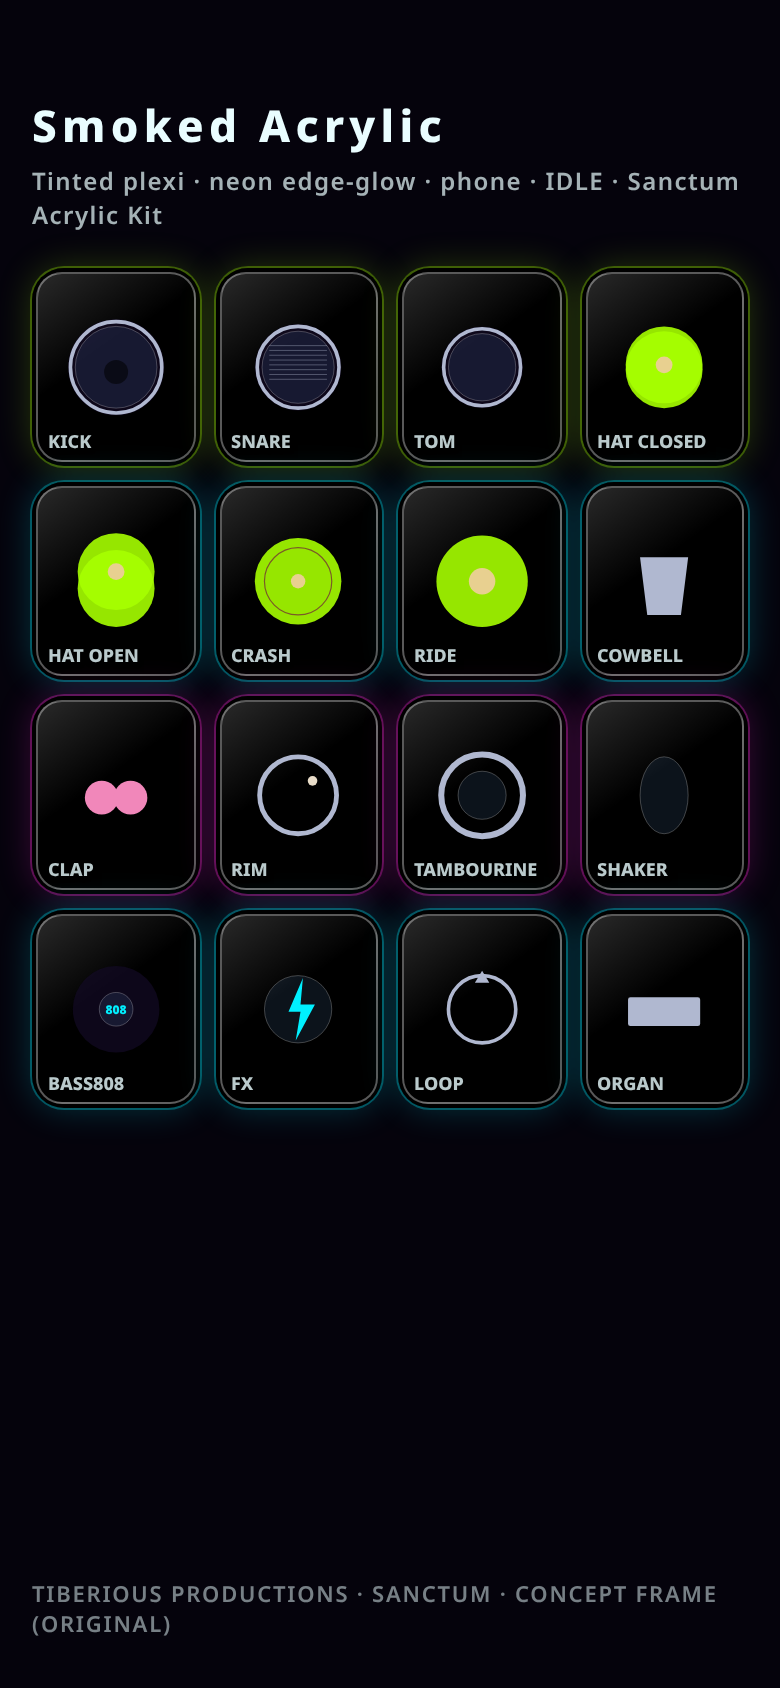 Smoked Acrylic
Tinted plexi · neon edge-glow · phone · IDLE · Sanctum
Acrylic Kit
KICK
SNARE
TOM
HAT CLOSED
HAT OPEN
CRASH
RIDE
COWBELL
CLAP
RIM
TAMBOURINE
SHAKER
808
BASS808
FX
LOOP
ORGAN
TIBERIOUS PRODUCTIONS · SANCTUM · CONCEPT FRAME
(ORIGINAL)